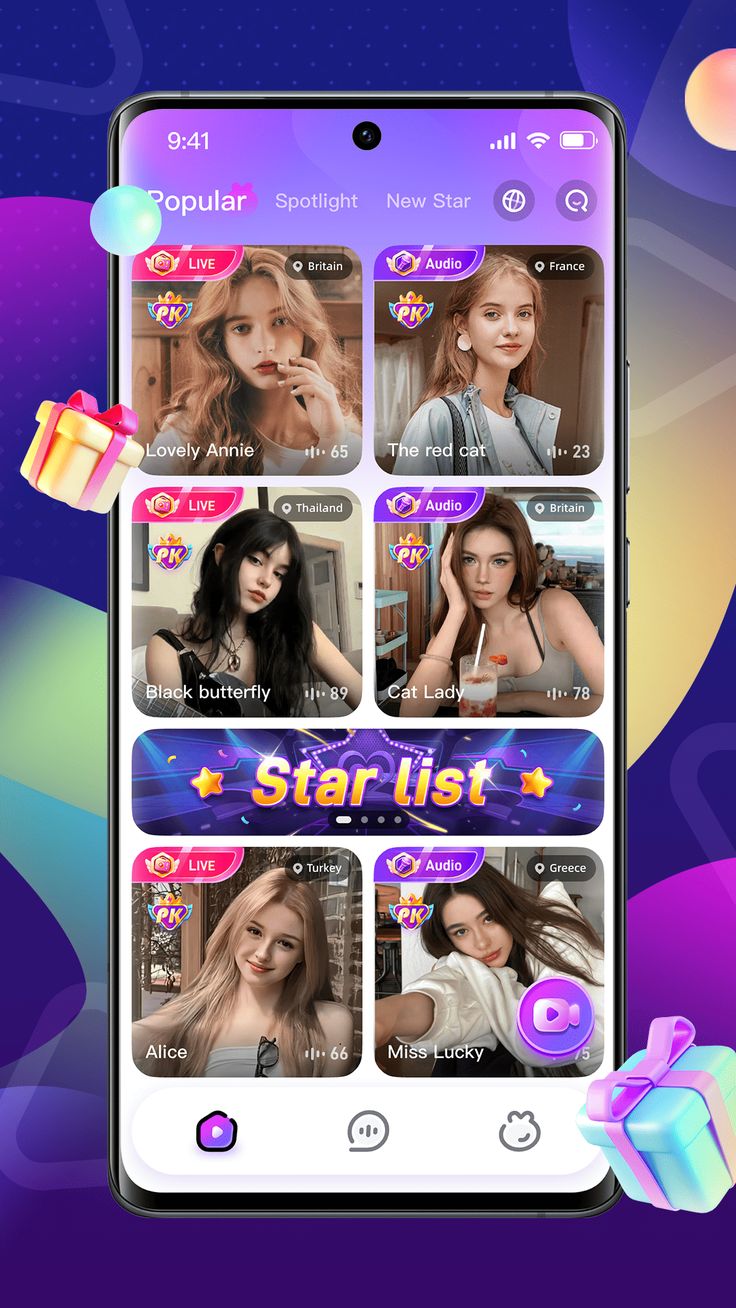 9:41
Popular Spotlight New Star
LIVE Britain
PK
Lovely Annie 65
Audio France
PK
The red cat 23
LIVE Thailand
PK
Black butterfly 89
Audio Britain
PK
Cat Lady 78
Star list
LIVE Turkey
PK
Alice 66
Audio Greece
PK
Miss Lucky 75